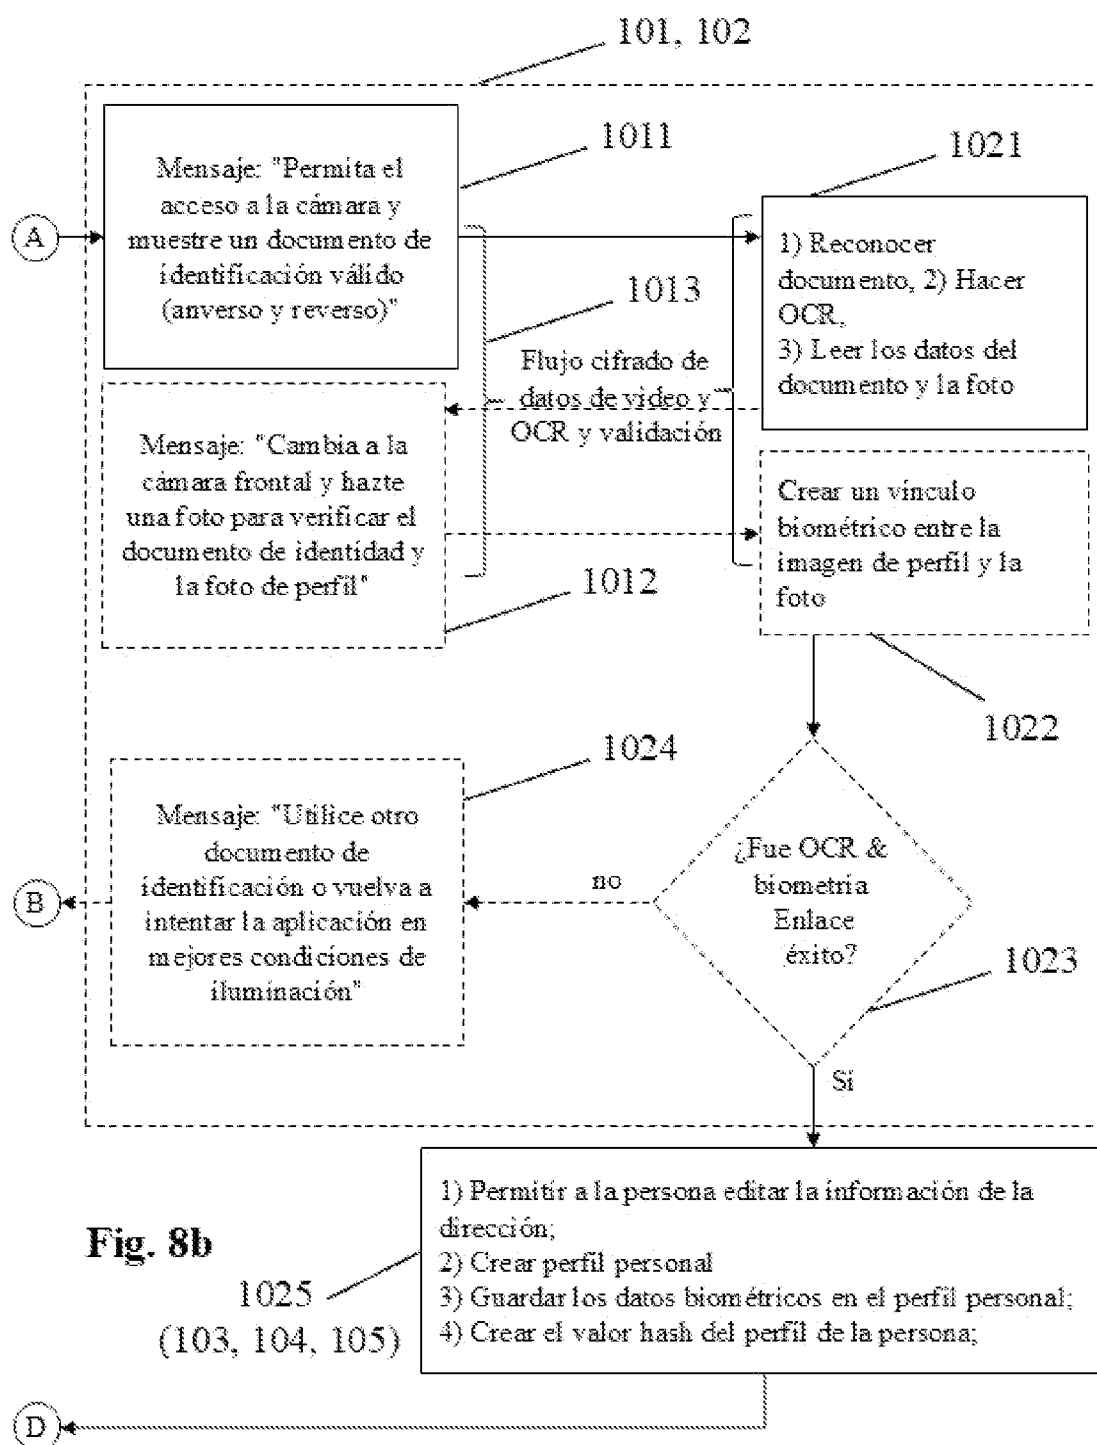 101, 102
Mensaje: "Permita el
acceso a la cámara y
muestre un documento de
identificación válido
(anverso y reverso)"
1011
1021
A
1) Reconocer
documento, 2) Hacer
OCR,
3) Leer los datos del
documento y la foto
1013
Flujo cifrado de
datos de video y
OCR y validación
Mensaje: "Cambia a la
cámara frontal y hazte
una foto para verificar el
documento de identidad y
la foto de perfil"
1012
Crear un vínculo
biométrico entre la
imagen de perfil y la
foto
1022
1024
Mensaje: "Utilice otro
documento de
identificación o vuelva a
intentar la aplicación en
mejores condiciones de
iluminación"
B
no
¿Fue OCR &
biometria
Enlace
éxito?
1023
Si
1) Permitir a la persona editar la información de la
dirección;
2) Crear perfil personal
3) Guardar los datos biométricos en el perfil personal;
4) Crear el valor hash del perfil de la persona;
Fig. 8b
1025
(103, 104, 105)
D